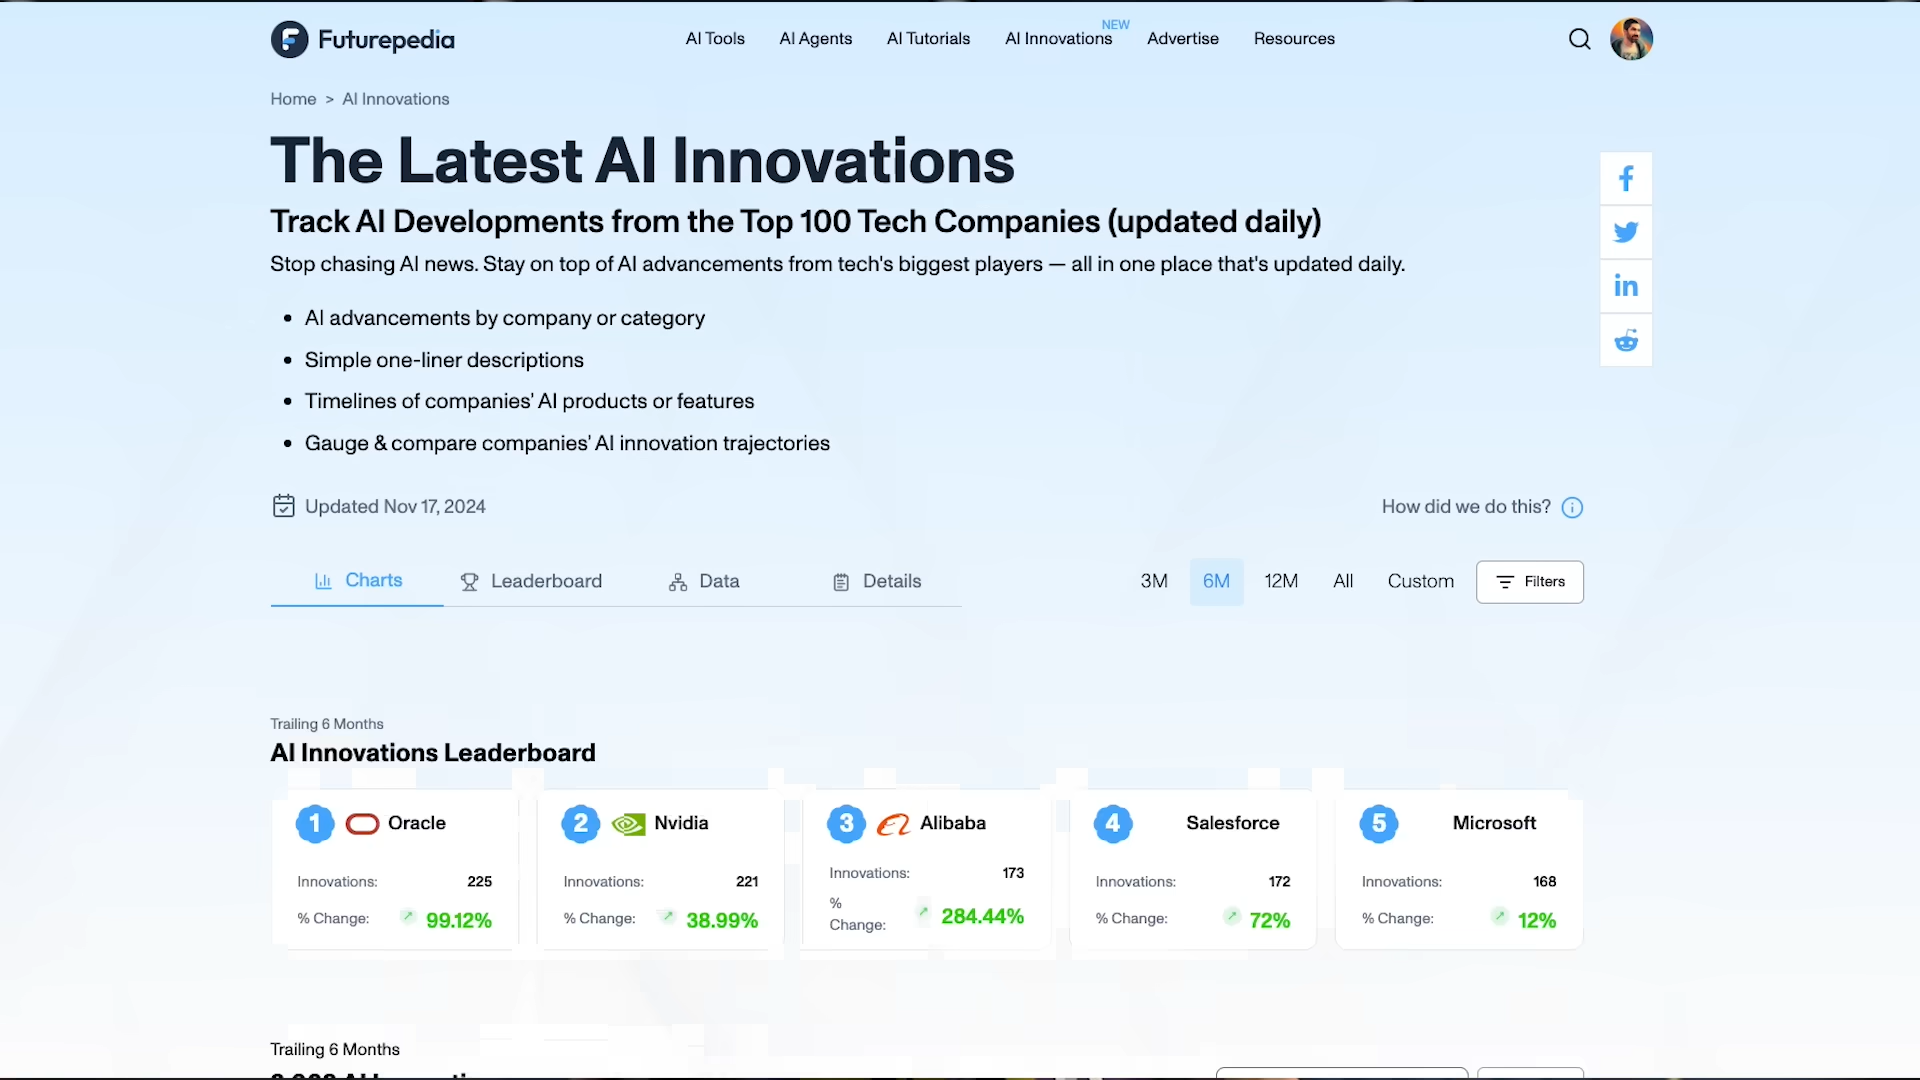 Futurepedia
AI Tools AI Agents AI Tutorials AI Innovations NEW Advertise Resources
Home > AI Innovations
The Latest AI Innovations
Track AI Developments from the Top 100 Tech Companies (updated daily)
Stop chasing AI news. Stay on top of AI advancements from tech's biggest players — all in one place that's updated daily.
• AI advancements by company or category
• Simple one-liner descriptions
• Timelines of companies' AI products or features
• Gauge & compare companies' AI innovation trajectories
Updated Nov 17, 2024 How did we do this?
Charts Leaderboard Data Details 3M 6M 12M All Custom Filters
Trailing 6 Months
AI Innovations Leaderboard
1 Oracle
Innovations: 225
% Change: 99.12%
2 Nvidia
Innovations: 221
% Change: 38.99%
3 Alibaba
Innovations: 173
% Change: 284.44%
4 Salesforce
Innovations: 172
% Change: 72%
5 Microsoft
Innovations: 168
% Change: 12%
Trailing 6 Months